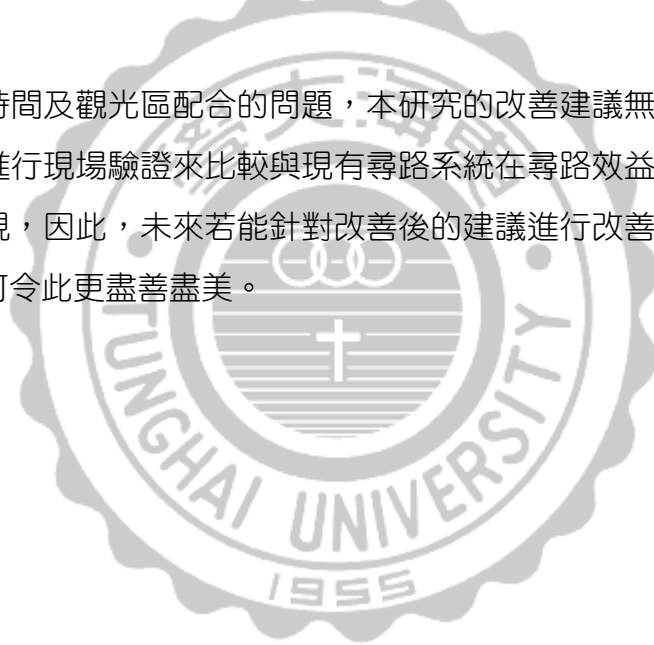 時間及觀光區配合的問題，本研究的改善建議無
進行現場驗證來比較與現有尋路系統在尋路效益
現，因此，未來若能針對改善後的建議進行改善
可令此更盡善盡美。
TUNGHAI UNIVERSITY
1955